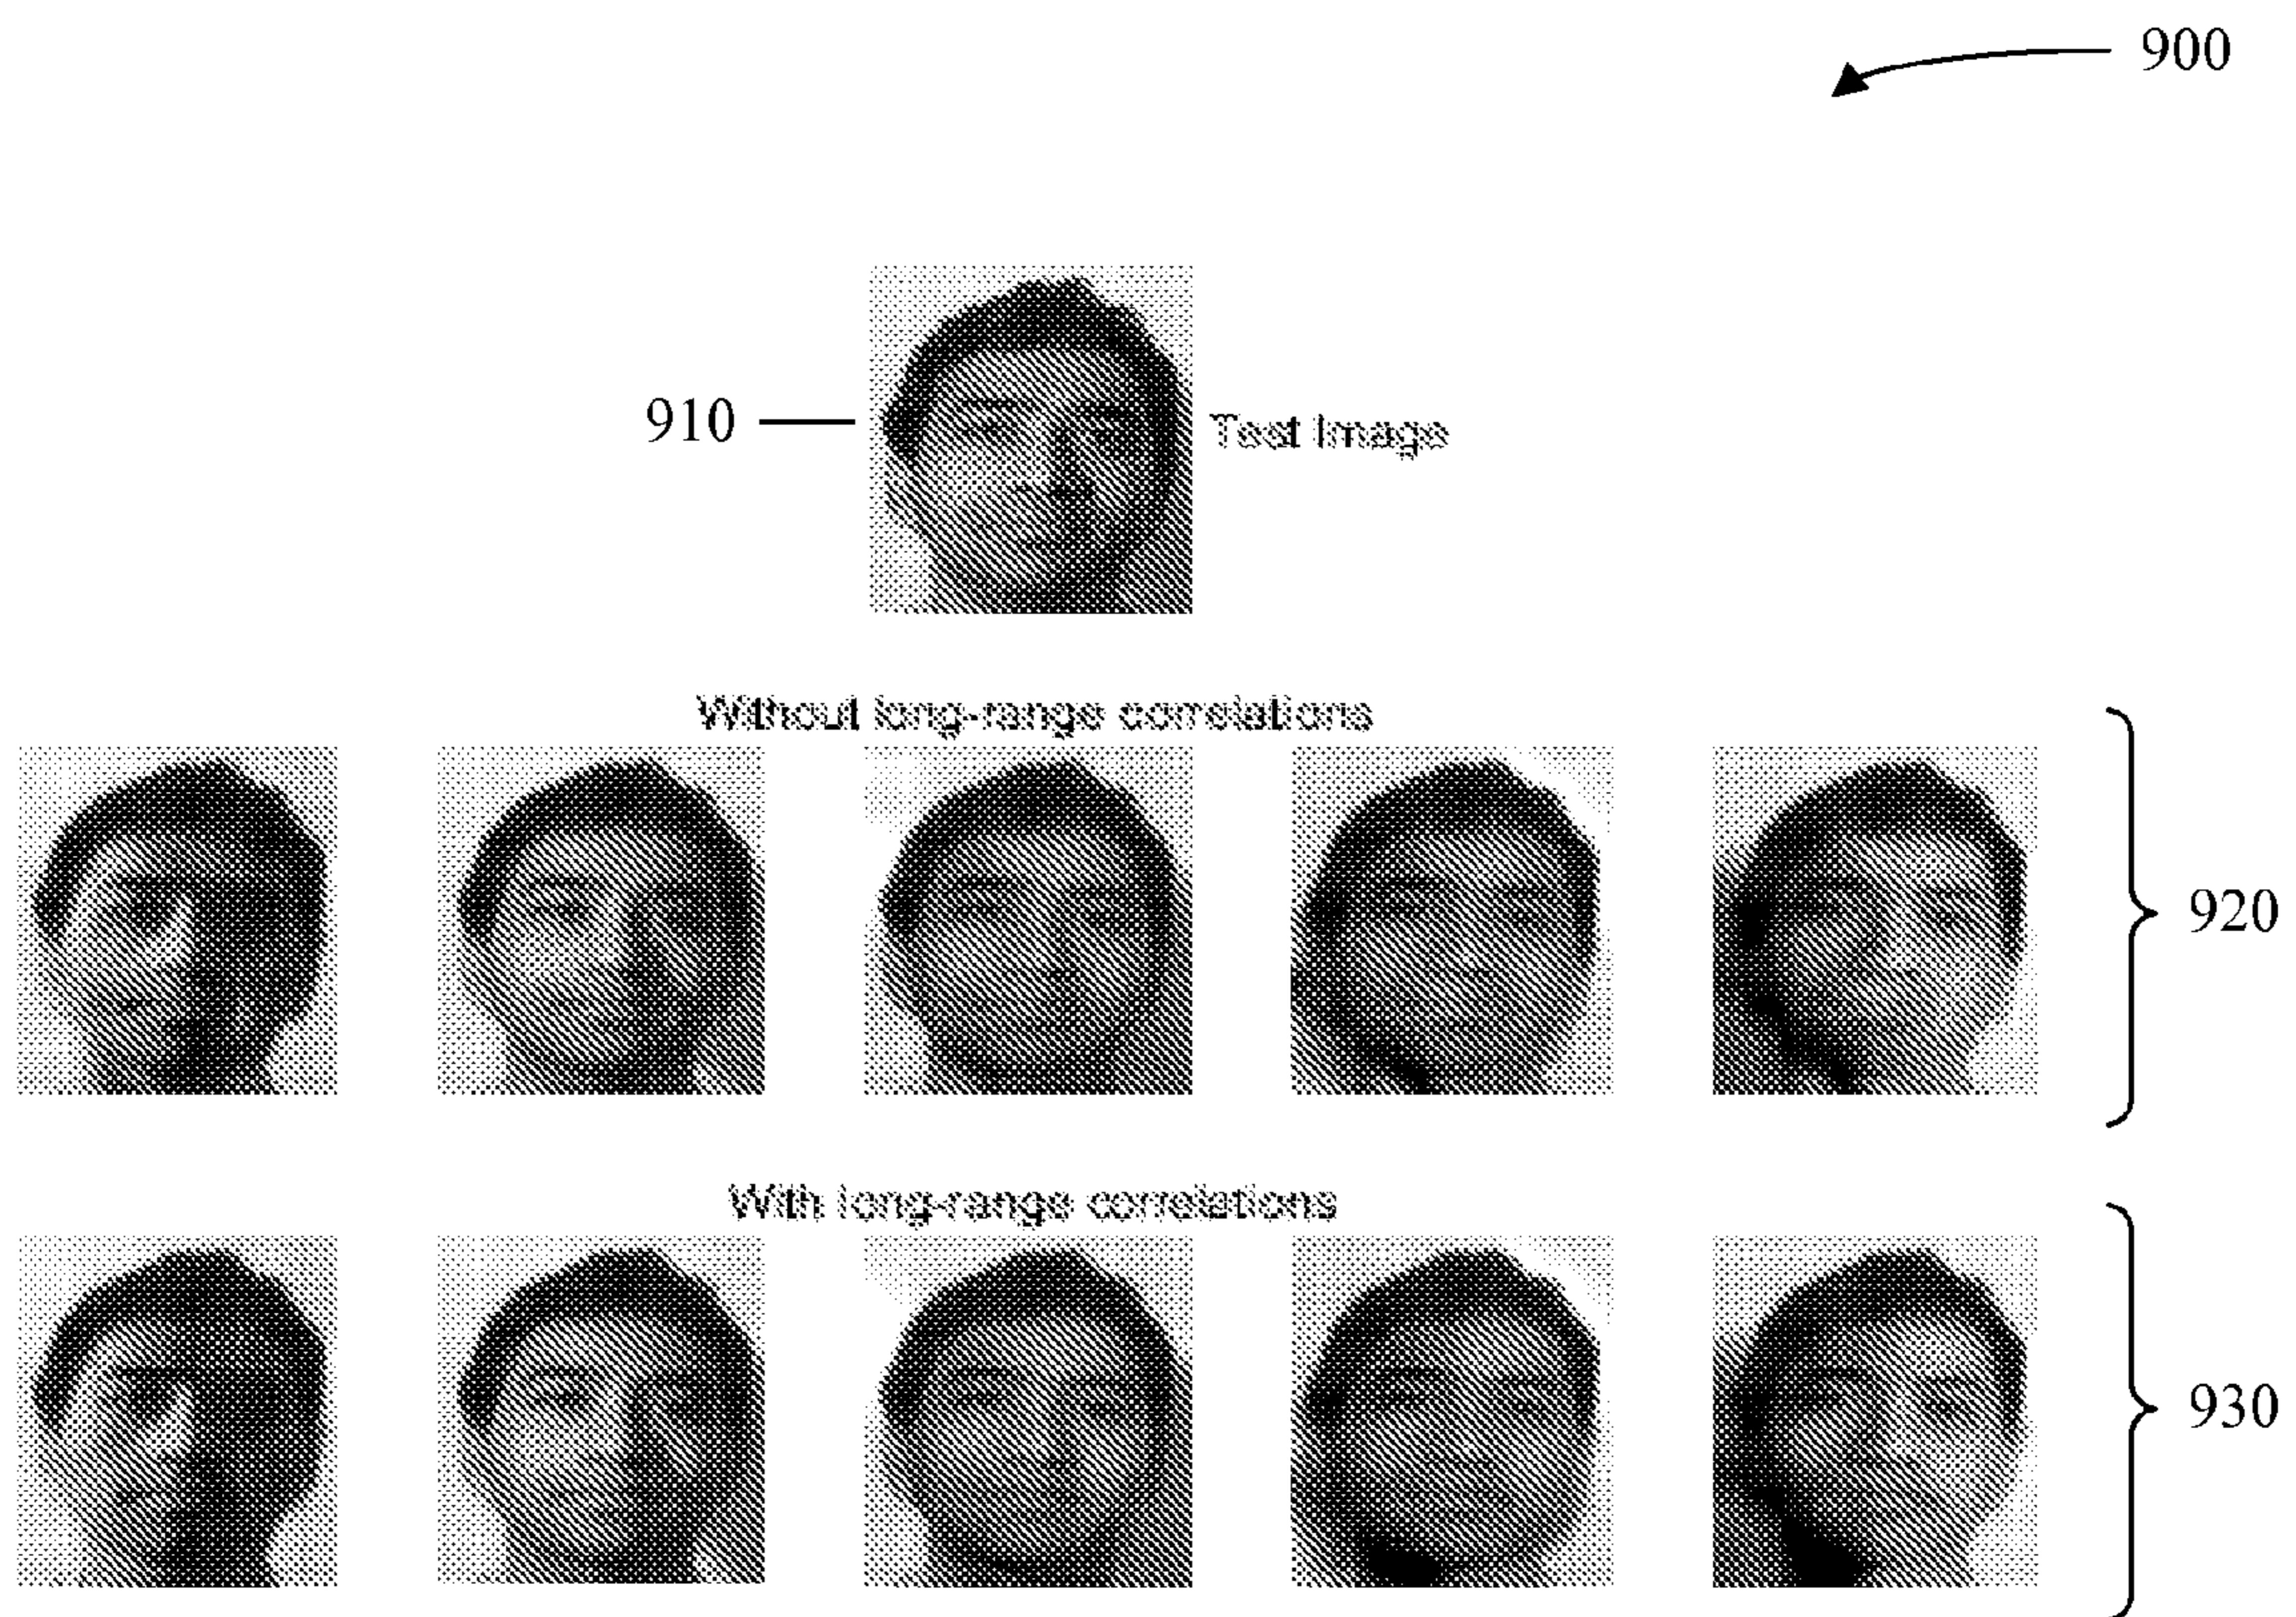 900
910
Test Image
Without long-range correlations
920
With long-range correlations
930